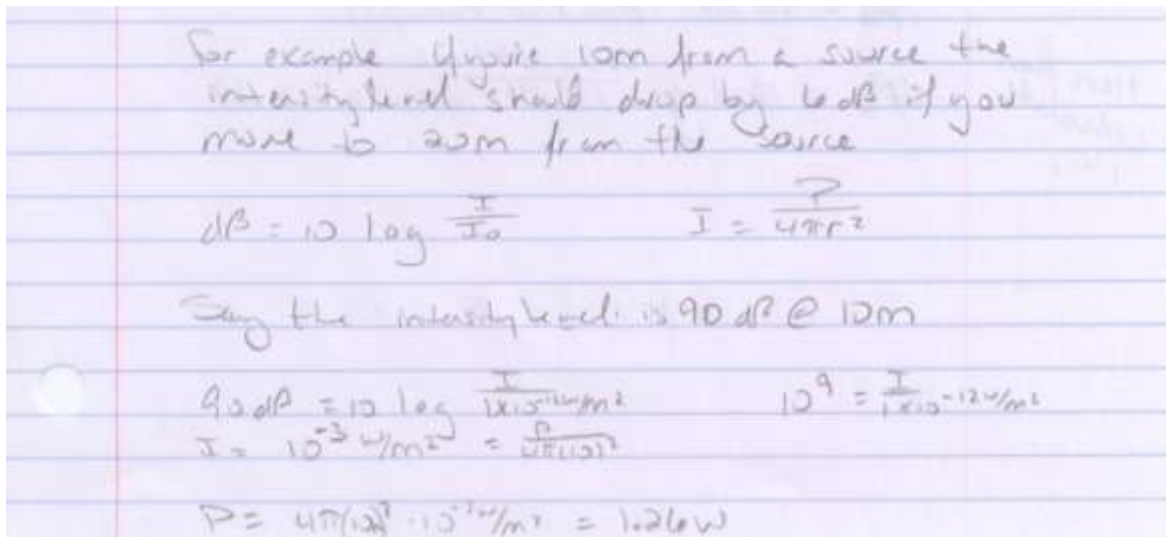 for example if you're 10m from a source the
intensity level should drop by 6 dB if you
move to 20m from the source
dB = 10 log I/I₀ I = P/4πr²
Say the intensity level is 90 dB @ 10m
90 dB = 10 log I/1x10⁻¹²w/m² 10⁹ = I/1x10⁻¹²w/m²
I = 10⁻³ w/m² = P/4π(10)²
P = 4π(10)² · 10⁻³w/m² = 1.26w